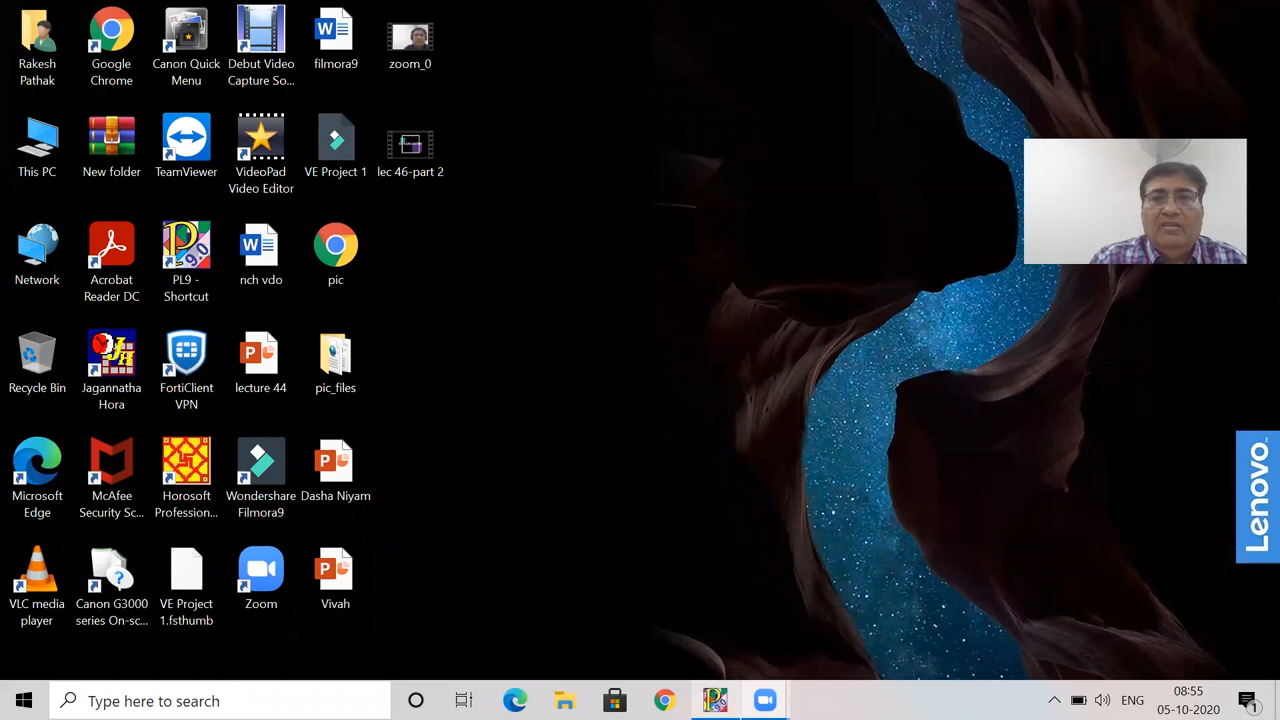 Rakesh
Pathak
Google
Chrome
Canon Quick
Menu
Debut Video
Capture So...
filmora9
zoom_0
This PC
New folder
TeamViewer
VideoPad
Video Editor
VE Project 1
lec 46-part 2
Network
Acrobat
Reader DC
PL9 -
Shortcut
nch vdo
pic
Recycle Bin
Jagannatha
Hora
FortiClient
VPN
lecture 44
pic_files
Microsoft
Edge
McAfee
Security Sc...
Horosoft
Profession...
Wondershare
Filmora9
Dasha Niyam
VLC media
player
Canon G3000
series On-sc...
VE Project
1.fsthumb
Zoom
Vivah
Lenovo
Type here to search
ENG
08:55
05-10-2020
1